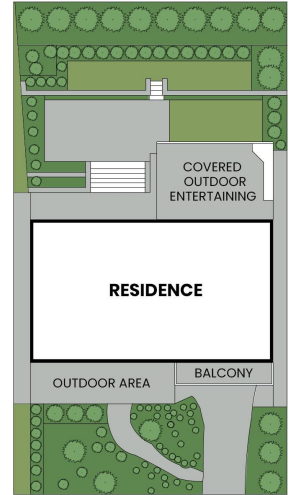 COVERED
OUTDOOR
ENTERTAINING
RESIDENCE
BALCONY
OUTDOOR AREA